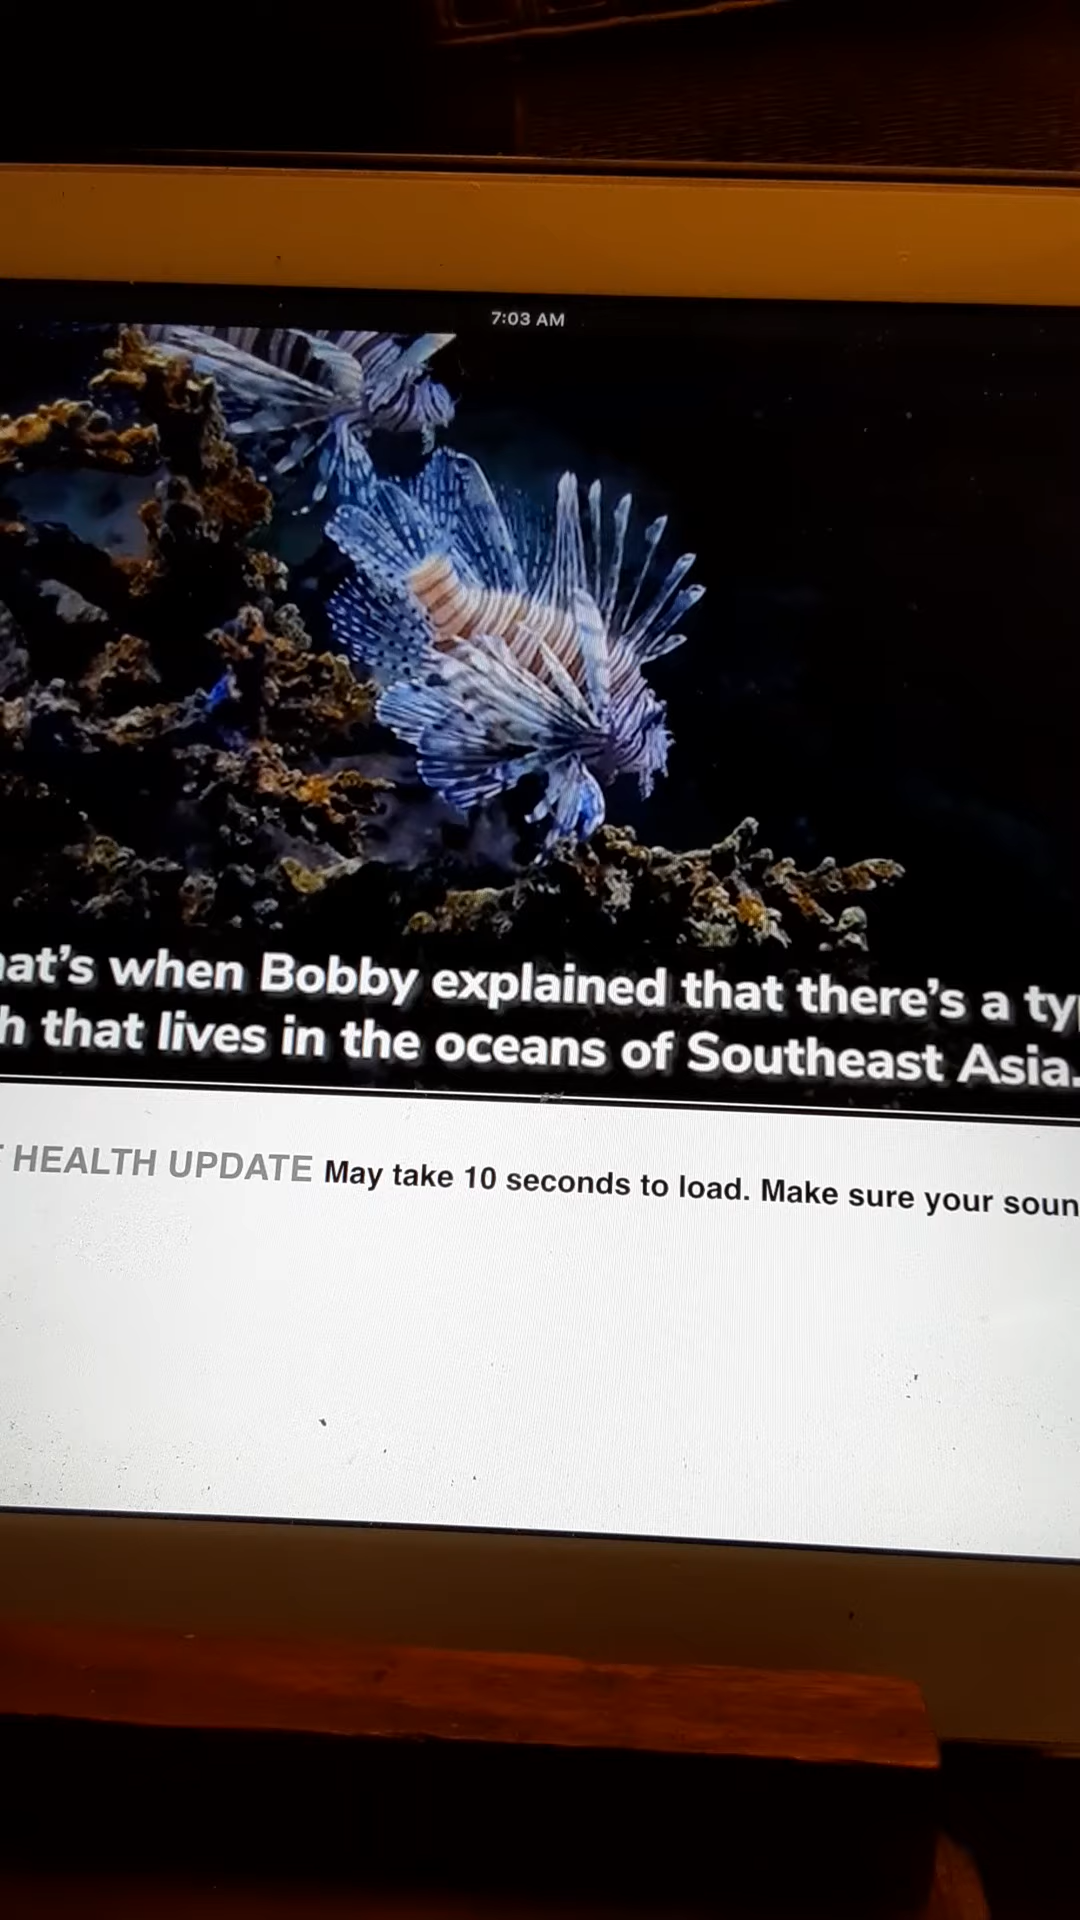 7:03 AM
hat's when Bobby explained that there's a ty
h that lives in the oceans of Southeast Asia.
HEALTH UPDATE May take 10 seconds to load. Make sure your soun